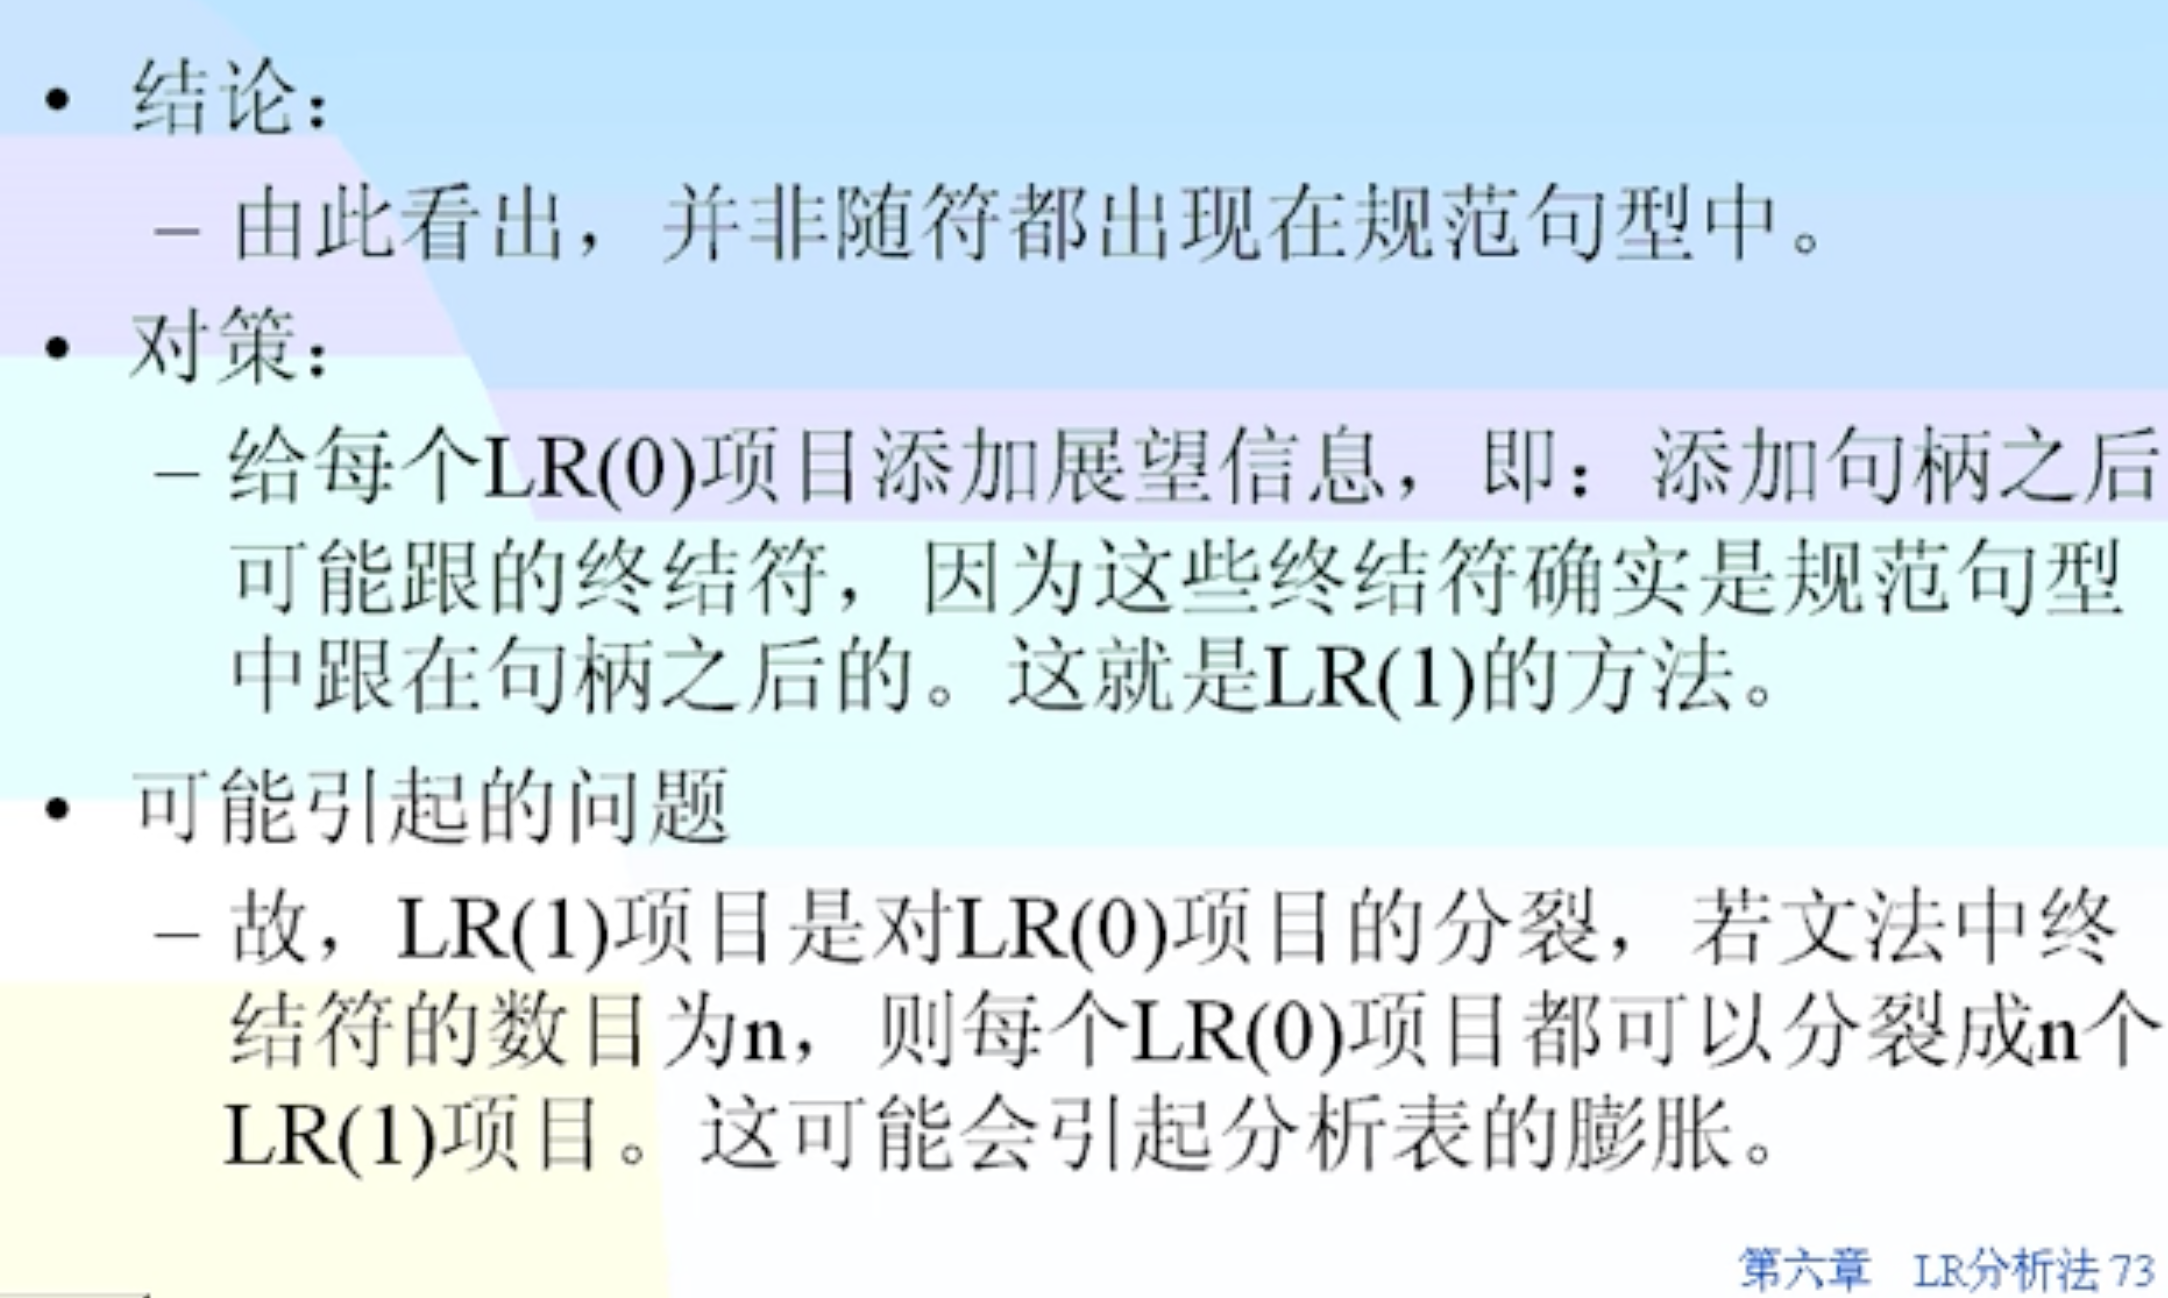 • 结论：
– 由此看出，并非随符都出现在规范句型中。
• 对策：
– 给每个LR(0)项目添加展望信息，即：添加句柄之后
可能跟的终结符，因为这些终结符确实是规范句型
中跟在句柄之后的。这就是LR(1)的方法。
• 可能引起的问题
– 故，LR(1)项目是对LR(0)项目的分裂，若文法中终
结符的数目为n，则每个LR(0)项目都可以分裂成n个
LR(1)项目。这可能会引起分析表的膨胀。
第六章 LR分析法 73